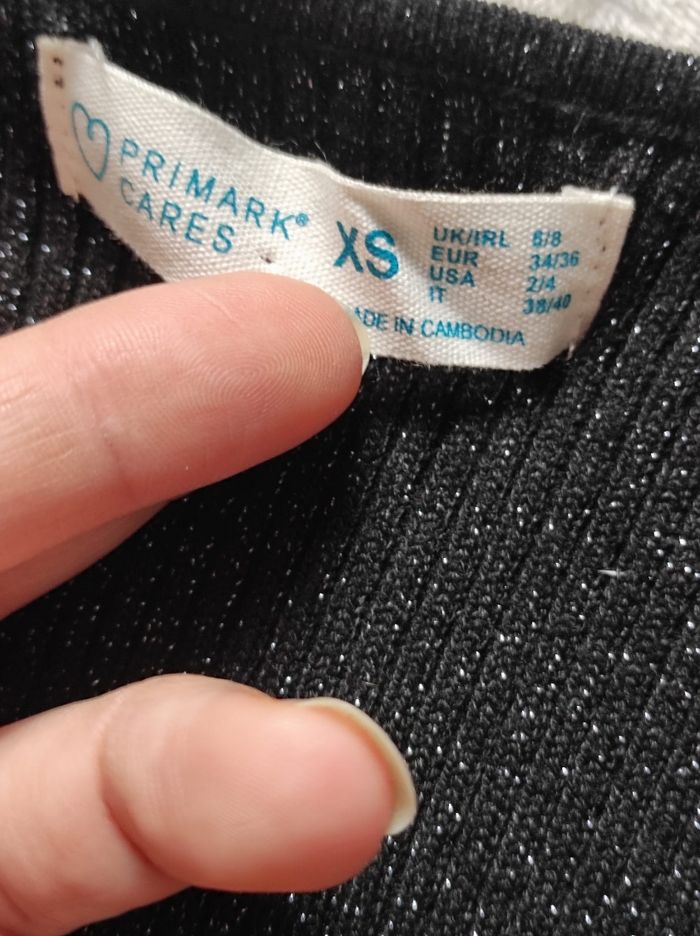 PRIMARK®
CARES
XS
UK/IRL 6/8
EUR 34/36
USA 2/4
IT 38/40
ADE IN CAMBODIA